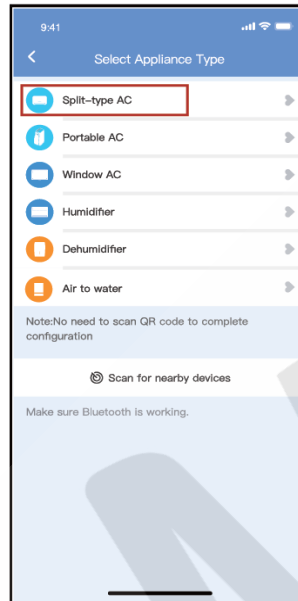 9:41
Select Appliance Type
Split-type AC
Portable AC
Window AC
Humidifier
Dehumidifier
Air to water
Note:No need to scan QR code to complete
configuration
Scan for nearby devices
Make sure Bluetooth is working.